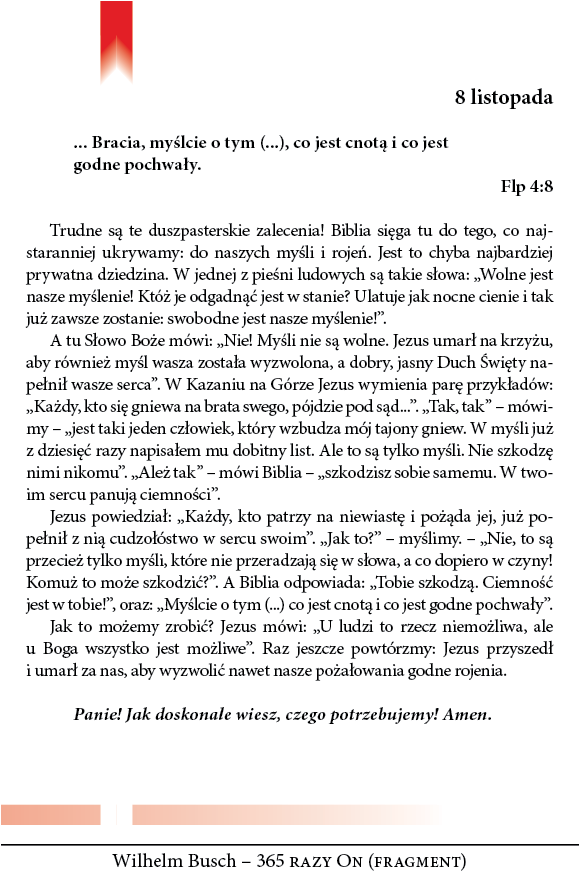 8 listopada
... Bracia, myślcie o tym (...), co jest cnotą i co jest
godne pochwały.
Flp 4:8
Trudne są te duszpasterskie zalecenia! Biblia sięga tu do tego, co naj-
staranniej ukrywamy: do naszych myśli i rojeń. Jest to chyba najbardziej
prywatna dziedzina. W jednej z pieśni ludowych są takie słowa: „Wolne jest
nasze myślenie! Któż je odgadnąć jest w stanie? Ulatuje jak nocne cienie i tak
już zawsze zostanie: swobodne jest nasze myślenie!”.
A tu Słowo Boże mówi: „Nie! Myśli nie są wolne. Jezus umarł na krzyżu,
aby również myśl wasza została wyzwolona, a dobry, jasny Duch Święty na-
pełnił wasze serca”. W Kazaniu na Górze Jezus wymienia parę przykładów:
„Każdy, kto się gniewa na brata swego, pójdzie pod sąd...”. „Tak, tak” – mówi-
my – „jest taki jeden człowiek, który wzbudza mój tajony gniew. W myśli już
z dziesięć razy napisałem mu dobitny list. Ale to są tylko myśli. Nie szkodzę
nimi nikomu”. „Ależ tak” – mówi Biblia – „szkodzisz sobie samemu. W two-
im sercu panują ciemności”.
Jezus powiedział: „Każdy, kto patrzy na niewiastę i pożąda jej, już po-
pełnił z nią cudzołóstwo w sercu swoim”. „Jak to?” – myślimy. – „Nie, to są
przecież tylko myśli, które nie przeradzają się w słowa, a co dopiero w czyny!
Komuż to może szkodzić?”. A Biblia odpowiada: „Tobie szkodzą. Ciemność
jest w tobie!”, oraz: „Myślcie o tym (...) co jest cnotą i co jest godne pochwały”.
Jak to możemy zrobić? Jezus mówi: „U ludzi to rzecz niemożliwa, ale
u Boga wszystko jest możliwe”. Raz jeszcze powtórzmy: Jezus przyszedł
i umarł za nas, aby wyzwolić nawet nasze pożałowania godne rojenia.
Panie! Jak doskonale wiesz, czego potrzebujemy! Amen.
Wilhelm Busch – 365 RAZY ON (FRAGMENT)